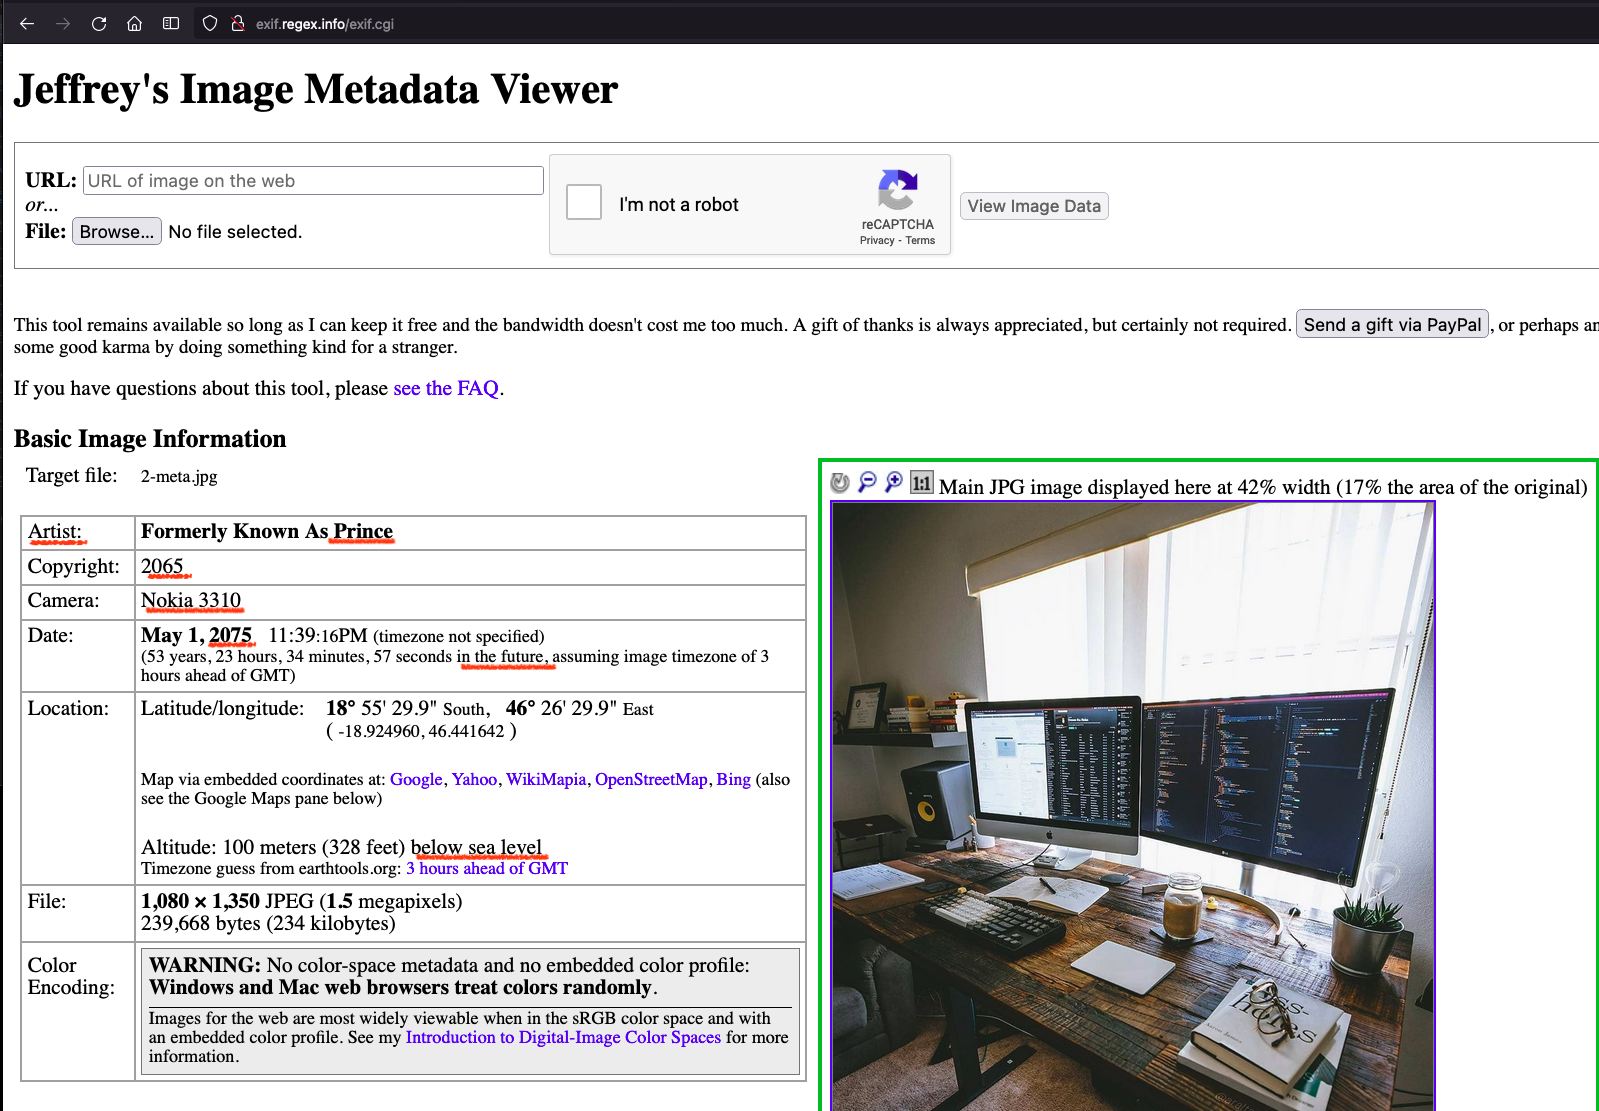 exif.regex.info/exif.cgi
Jeffrey's Image Metadata Viewer
URL: URL of image on the web
or...
File: Browse... No file selected.
I'm not a robot
reCAPTCHA
Privacy - Terms
View Image Data
This tool remains available so long as I can keep it free and the bandwidth doesn't cost me too much. A gift of thanks is always appreciated, but certainly not required. Send a gift via PayPal, or perhaps an
some good karma by doing something kind for a stranger.
If you have questions about this tool, please see the FAQ.
Basic Image Information
Target file: 2-meta.jpg
Artist: Formerly Known As Prince
Copyright: 2065
Camera: Nokia 3310
Date: May 1, 2075 11:39:16PM (timezone not specified)
(53 years, 23 hours, 34 minutes, 57 seconds in the future, assuming image timezone of 3
hours ahead of GMT)
Location: Latitude/longitude: 18° 55' 29.9" South, 46° 26' 29.9" East
( -18.924960, 46.441642 )
Map via embedded coordinates at: Google, Yahoo, WikiMapia, OpenStreetMap, Bing (also
see the Google Maps pane below)
Altitude: 100 meters (328 feet) below sea level
Timezone guess from earthtools.org: 3 hours ahead of GMT
File: 1,080 × 1,350 JPEG (1.5 megapixels)
239,668 bytes (234 kilobytes)
Color
Encoding:
WARNING: No color-space metadata and no embedded color profile:
Windows and Mac web browsers treat colors randomly.
Images for the web are most widely viewable when in the sRGB color space and with
an embedded color profile. See my Introduction to Digital-Image Color Spaces for more
information.
1:1 Main JPG image displayed here at 42% width (17% the area of the original)